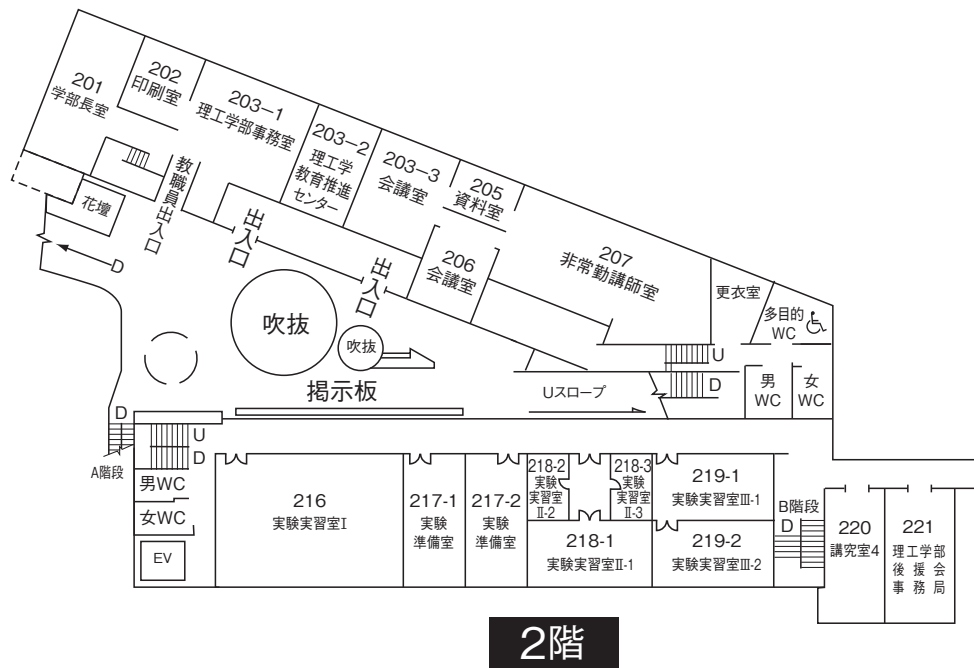 201
学部長室
202
印刷室
203-1
理工学部事務室
203-2
理工学
教育推進
センター
203-3
会議室
205
資料室
206
会議室
207
非常勤講師室
更衣室
多目的
WC
花壇
教職員出入口
出入口
出入口
D
吹抜
吹抜
掲示板
Uスロープ
U
D
男
WC
女
WC
D
A階段
U
D
男WC
女WC
EV
216
実験実習室Ⅰ
217-1
実験
準備室
217-2
実験
準備室
218-2
実験
実習室
Ⅱ-2
218-3
実験
実習室
Ⅱ-3
218-1
実験実習室Ⅱ-1
219-1
実験実習室Ⅲ-1
219-2
実験実習室Ⅲ-2
B階段
D
220
講究室4
221
理工学部
後援会
事務局
2階